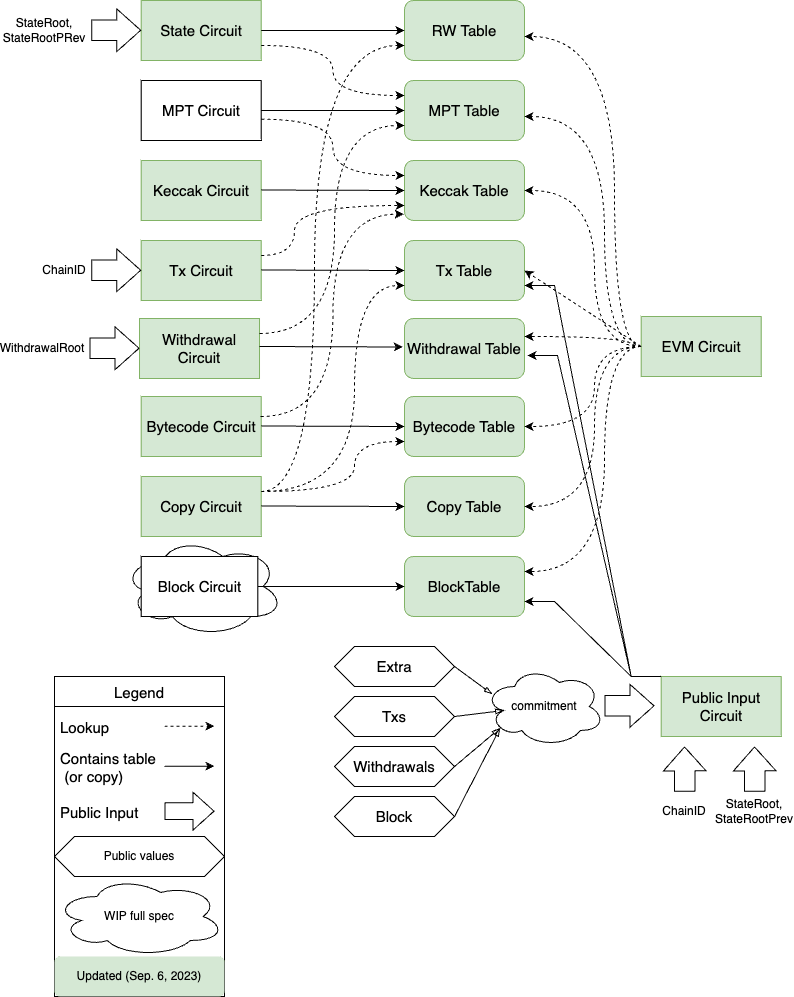 StateRoot,
StateRootPRev
State Circuit
RW Table
MPT Circuit
MPT Table
Keccak Circuit
Keccak Table
ChainID
Tx Circuit
Tx Table
WithdrawalRoot
Withdrawal
Circuit
Withdrawal Table
EVM Circuit
Bytecode Circuit
Bytecode Table
Copy Circuit
Copy Table
Block Circuit
BlockTable
Extra
Txs
Withdrawals
Block
commitment
Public Input
Circuit
ChainID
StateRoot,
StateRootPrev
Legend
Lookup
Contains table
(or copy)
Public Input
Public values
WIP full spec
Updated (Sep. 6, 2023)